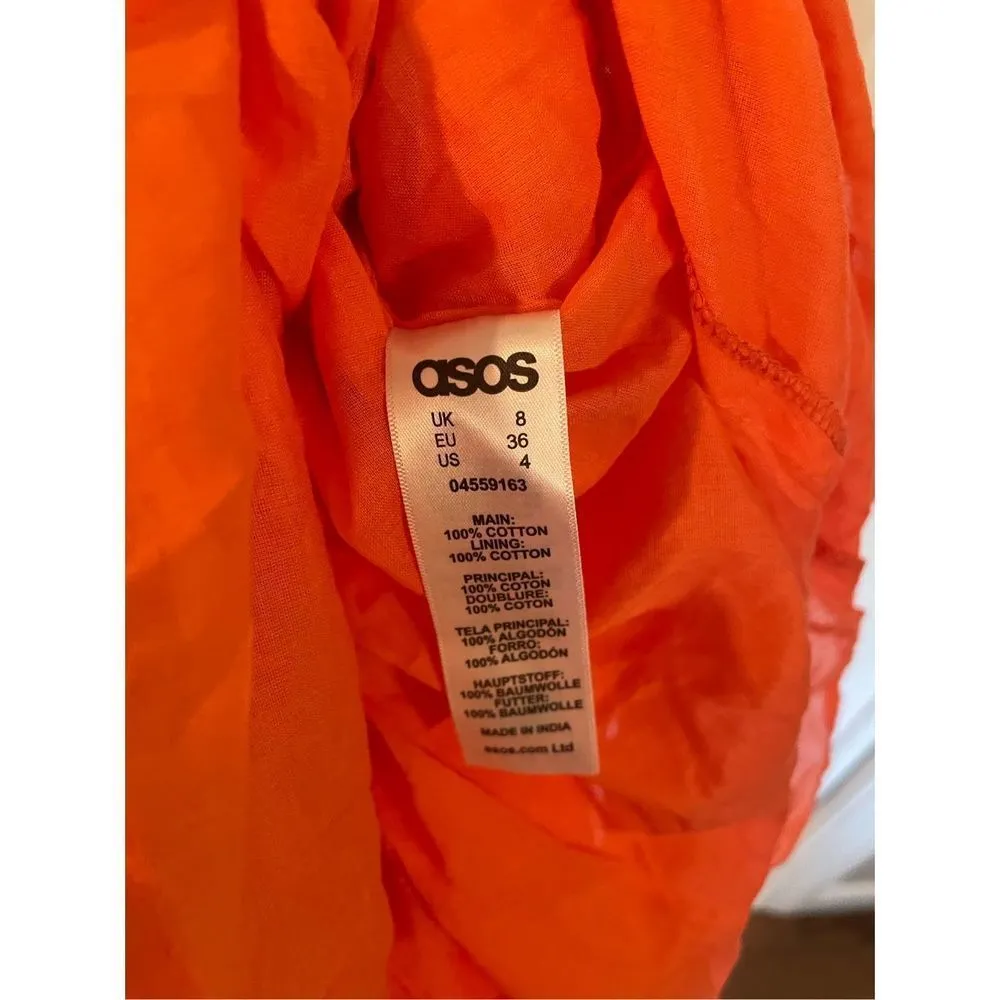 asos
UK 8
EU 36
US 4
04559163
MAIN:
100% COTTON
LINING:
100% COTTON
PRINCIPAL:
100% COTON
DOUBLURE:
100% COTON
TELA PRINCIPAL:
100% ALGODÓN
FORRO:
100% ALGODÓN
HAUPTSTOFF:
100% BAUMWOLLE
FUTTER:
100% BAUMWOLLE
MADE IN INDIA
asos.com Ltd